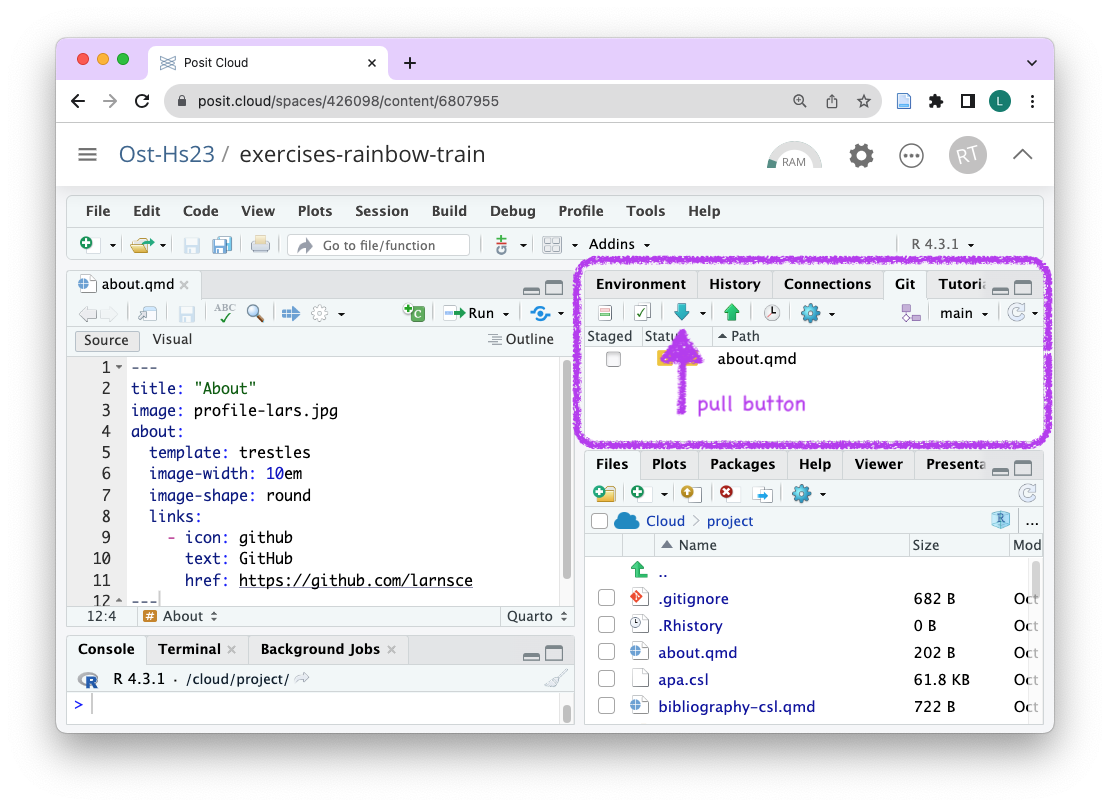 Posit Cloud
posit.cloud/spaces/426098/content/6807955
L
Ost-Hs23 / exercises-rainbow-train
RAM
RT
File Edit Code View Plots Session Build Debug Profile Tools Help
Go to file/function
Addins
R 4.3.1
about.qmd
ABC
Run
Source Visual
Outline
1 ---
2 title: "About"
3 image: profile-lars.jpg
4 about:
5 template: trestles
6 image-width: 10em
7 image-shape: round
8 links:
9 - icon: github
10 text: GitHub
11 href: https://github.com/larnsce
12 ---
12:4 # About Quarto
Console Terminal Background Jobs
R 4.3.1 · /cloud/project/
>
Environment History Connections Git Tutori
main
Staged Statu Path
about.qmd
pull button
Files Plots Packages Help Viewer Presenta
Cloud > project R ...
Name Size Mod
..
.gitignore 682 B Oct
.Rhistory 0 B Oct
about.qmd 202 B Oct
apa.csl 61.8 KB Oct
bibliography-csl.qmd 722 B Oct